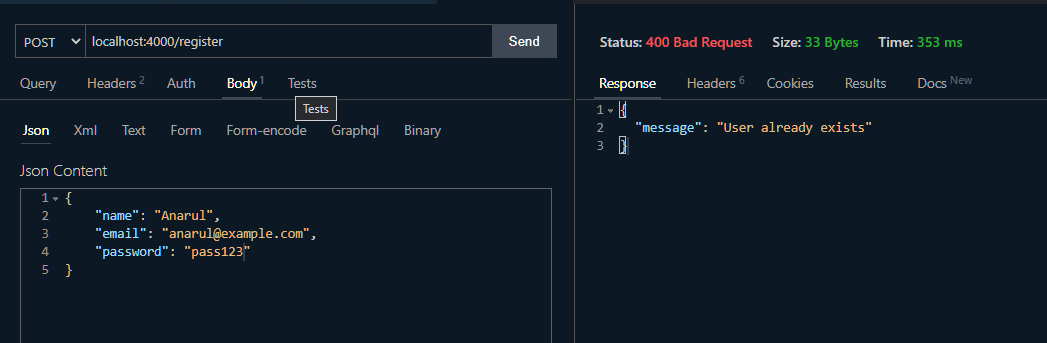 POST localhost:4000/register Send
Query Headers 2 Auth Body 1 Tests
Tests
Json Xml Text Form Form-encode Graphql Binary
Json Content
1 {
2 "name": "Anarul",
3 "email": "anarul@example.com",
4 "password": "pass123"
5 }
Status: 400 Bad Request Size: 33 Bytes Time: 353 ms
Response Headers 6 Cookies Results Docs New
1 {
2 "message": "User already exists"
3 }